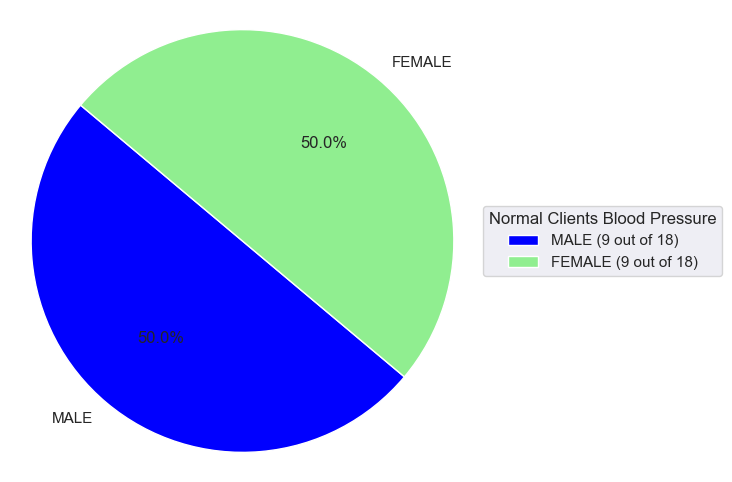 FEMALE
50.0%
Normal Clients Blood Pressure
MALE (9 out of 18)
FEMALE (9 out of 18)
50.0%
MALE